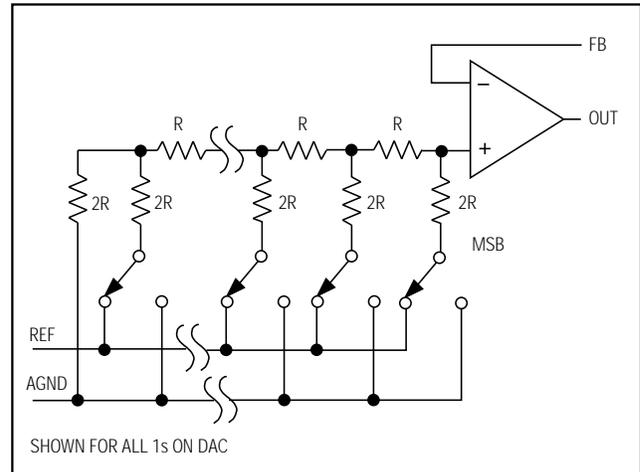 FB
OUT
R
R
R
2R
2R
2R
2R
2R
MSB
REF
AGND
SHOWN FOR ALL 1s ON DAC